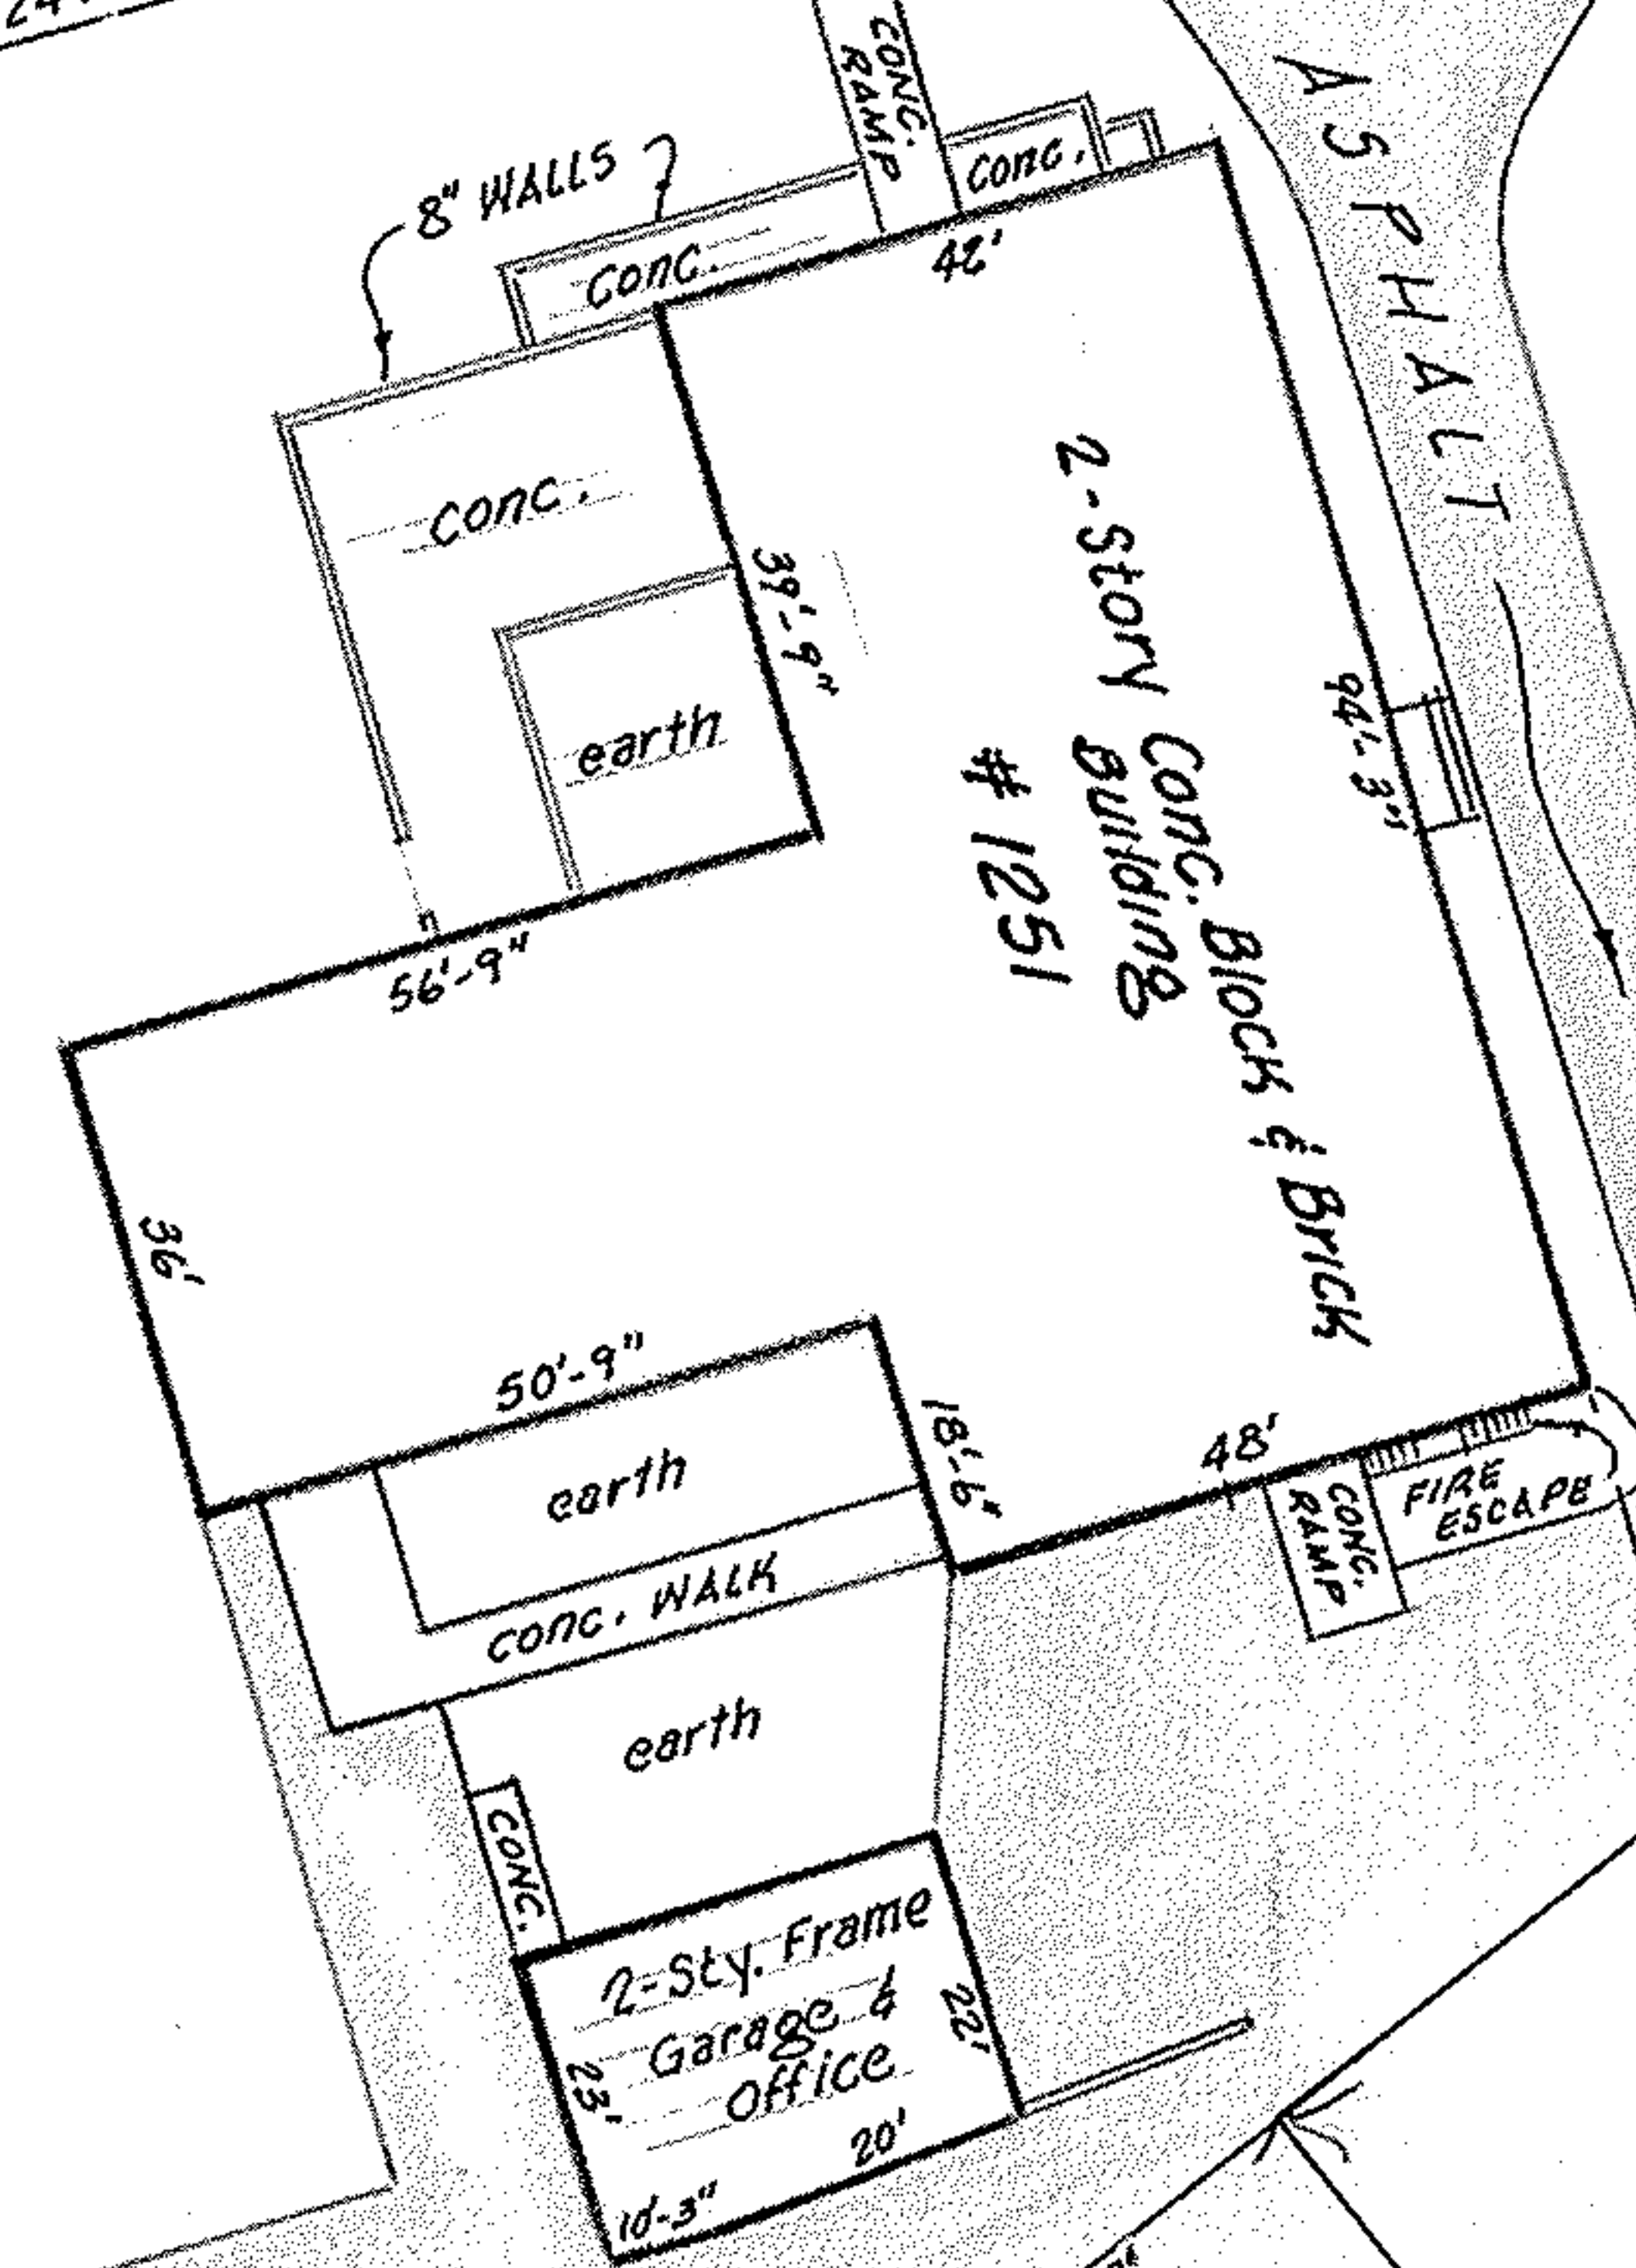 CONC.
RAMP
ASPHALT
conc.
8" WALLS
conc.
42'
conc.
39'-9"
earth
2-Story Conc. Block & Brick
Building
# 1251
94'-3"
56'-9"
36'
50'-9"
18'-6"
48'
earth
FIRE
ESCAPE
CONC.
RAMP
conc. WALK
earth
CONC.
2-Sty. Frame
Garage &
Office
22'
23'
20'
10'-3"